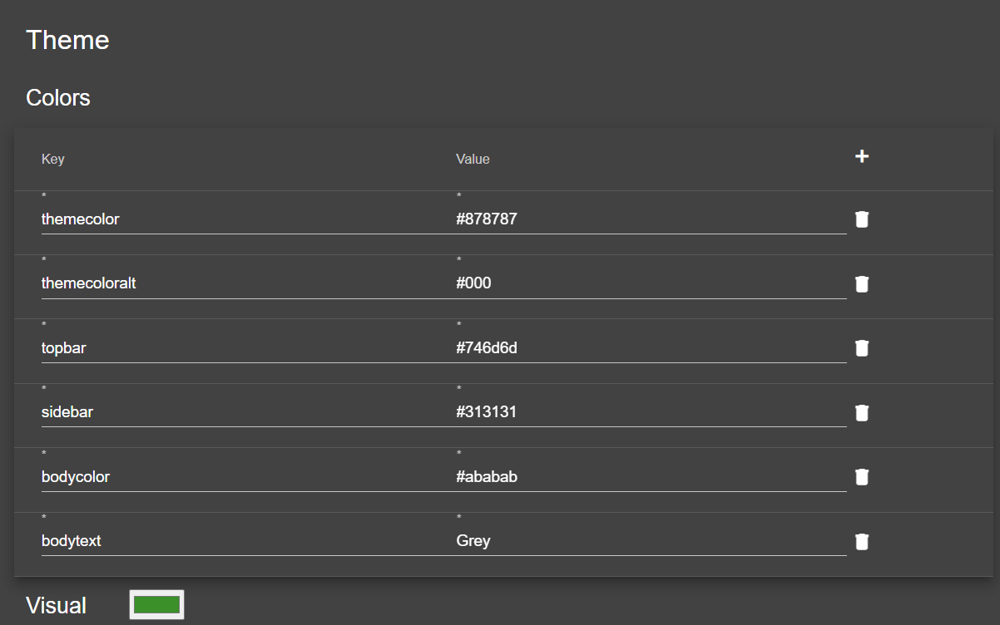 Theme
Colors
Key Value +
* *
themecolor #878787
* *
themecoloralt #000
* *
topbar #746d6d
* *
sidebar #313131
* *
bodycolor #ababab
* *
bodytext Grey
Visual